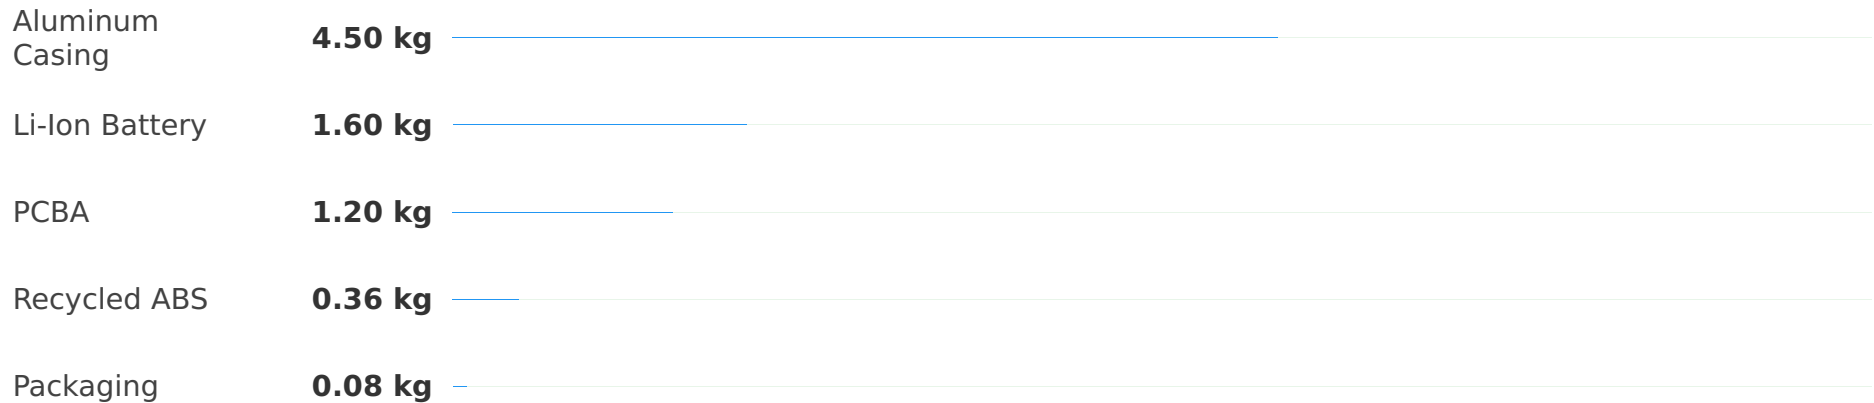 Aluminum
Casing
4.50 kg
Li-Ion Battery 1.60 kg
PCBA 1.20 kg
Recycled ABS 0.36 kg
Packaging 0.08 kg